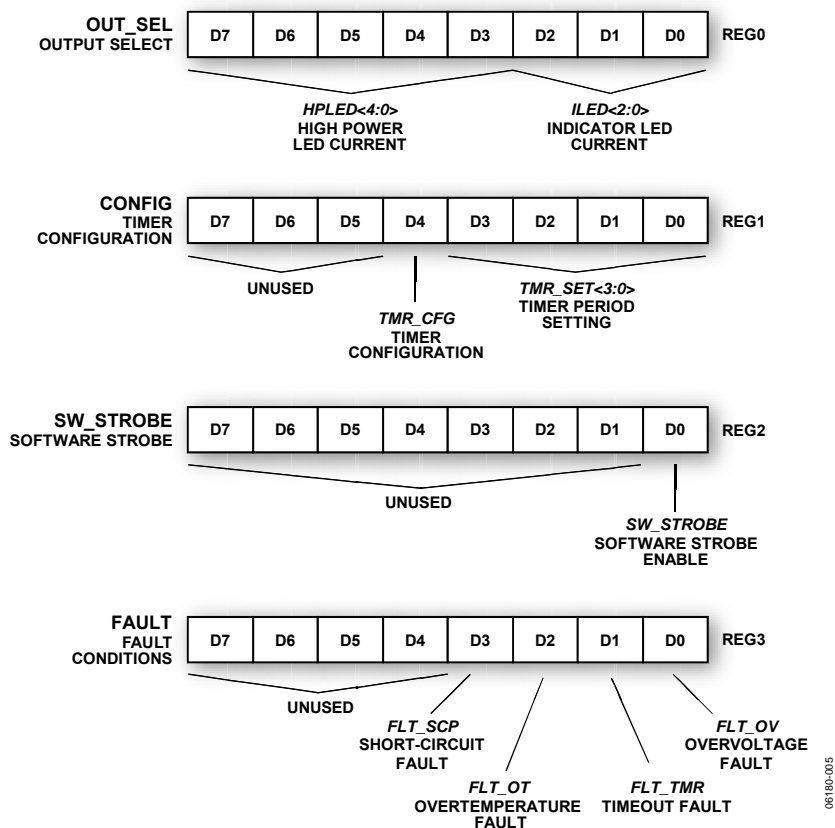 OUT_SEL
OUTPUT SELECT
D7 D6 D5 D4 D3 D2 D1 D0 REG0
HPLED<4:0>
HIGH POWER
LED CURRENT
ILED<2:0>
INDICATOR LED
CURRENT
CONFIG
TIMER
CONFIGURATION
D7 D6 D5 D4 D3 D2 D1 D0 REG1
UNUSED
TMR_CFG
TIMER
CONFIGURATION
TMR_SET<3:0>
TIMER PERIOD
SETTING
SW_STROBE
SOFTWARE STROBE
D7 D6 D5 D4 D3 D2 D1 D0 REG2
UNUSED
SW_STROBE
SOFTWARE STROBE
ENABLE
FAULT
FAULT
CONDITIONS
D7 D6 D5 D4 D3 D2 D1 D0 REG3
UNUSED
FLT_SCP
SHORT-CIRCUIT
FAULT
FLT_OT
OVERTEMPERATURE
FAULT
FLT_TMR
TIMEOUT FAULT
FLT_OV
OVERVOLTAGE
FAULT
06180-005